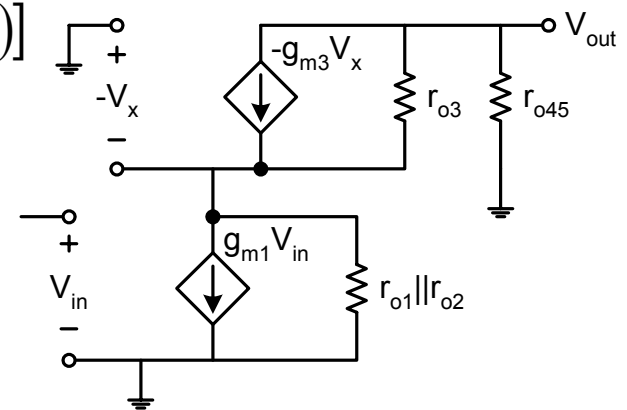 )]
V_out
+
-g_m3V_x
-V_x
r_o3
r_o45
−
+
g_m1V_in
V_in
r_o1||r_o2
−